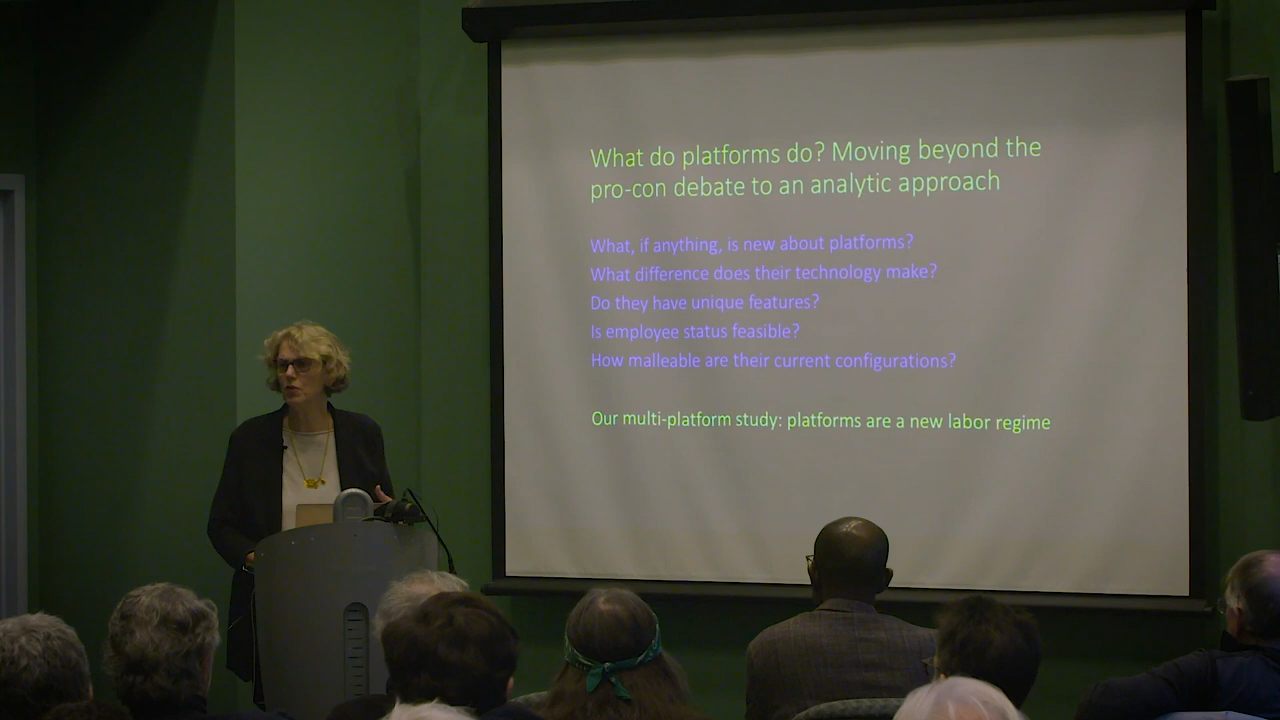 What do platforms do? Moving beyond the
pro-con debate to an analytic approach
What, if anything, is new about platforms?
What difference does their technology make?
Do they have unique features?
Is employee status feasible?
How malleable are their current configurations?
Our multi-platform study: platforms are a new labor regime